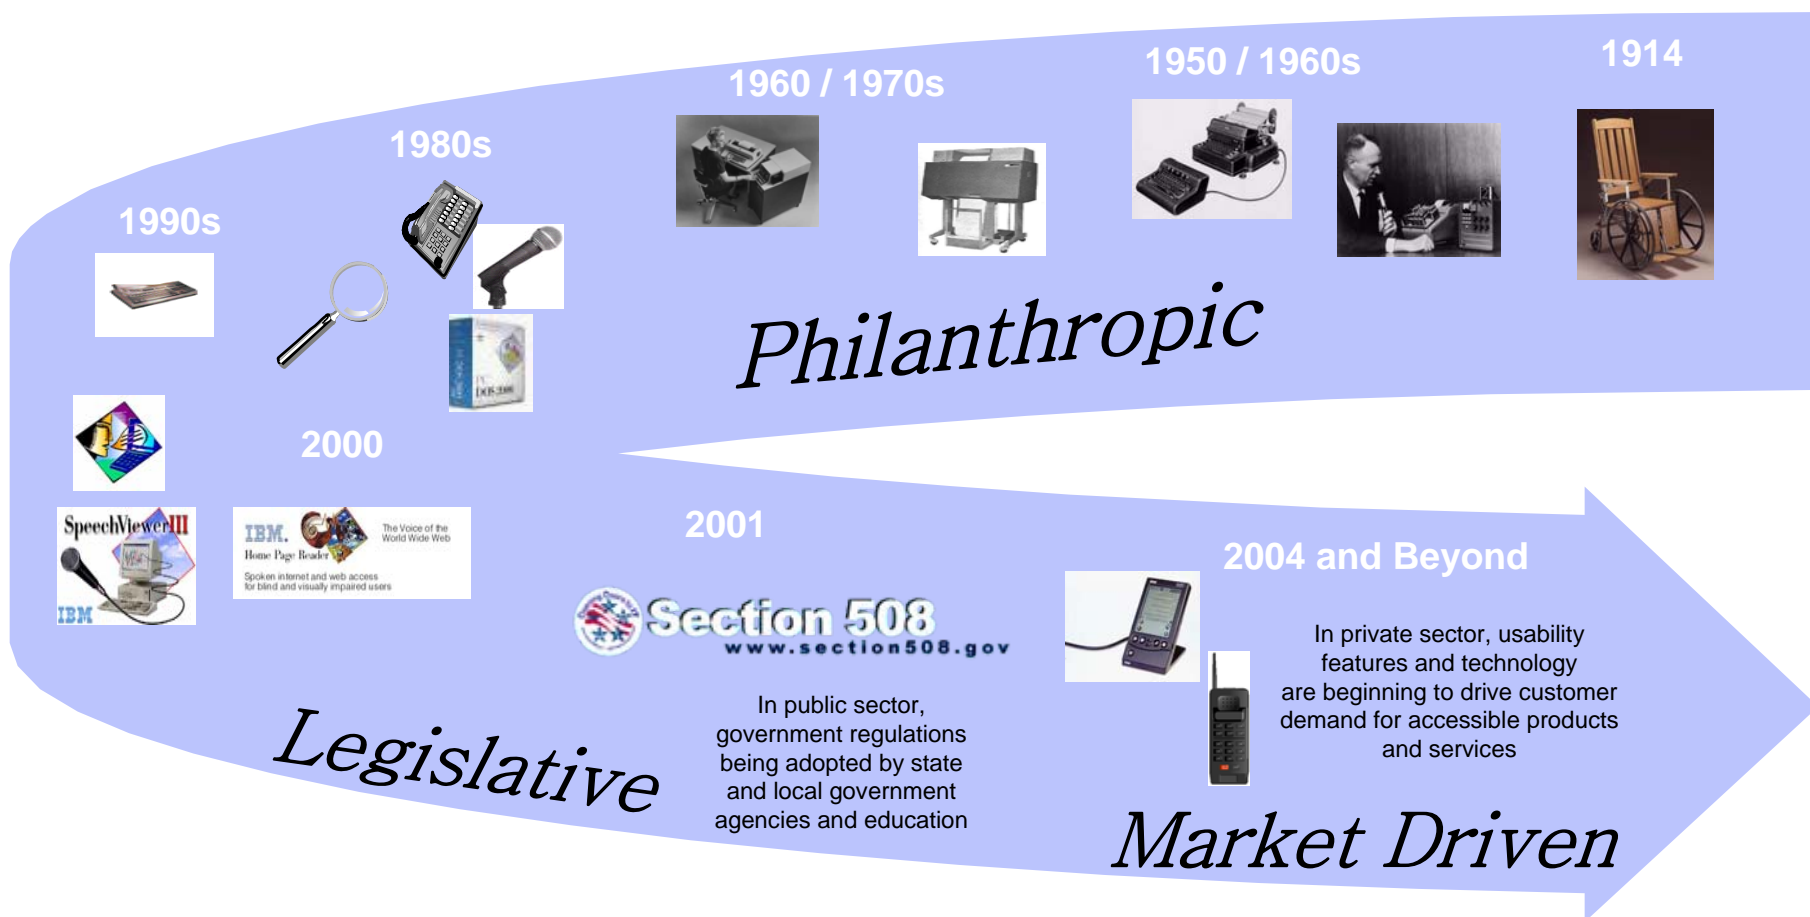 1914
1950 / 1960s
1960 / 1970s
1980s
1990s
Philanthropic
DOS 2000
2000
SpeechViewerIII
IBM
IBM.
Home Page Reader
The Voice of the
World Wide Web
Spoken internet and web access
for blind and visually impaired users
2001
Section 508
www.section508.gov
In public sector,
government regulations
being adopted by state
and local government
agencies and education
Legislative
2004 and Beyond
In private sector, usability
features and technology
are beginning to drive customer
demand for accessible products
and services
Market Driven